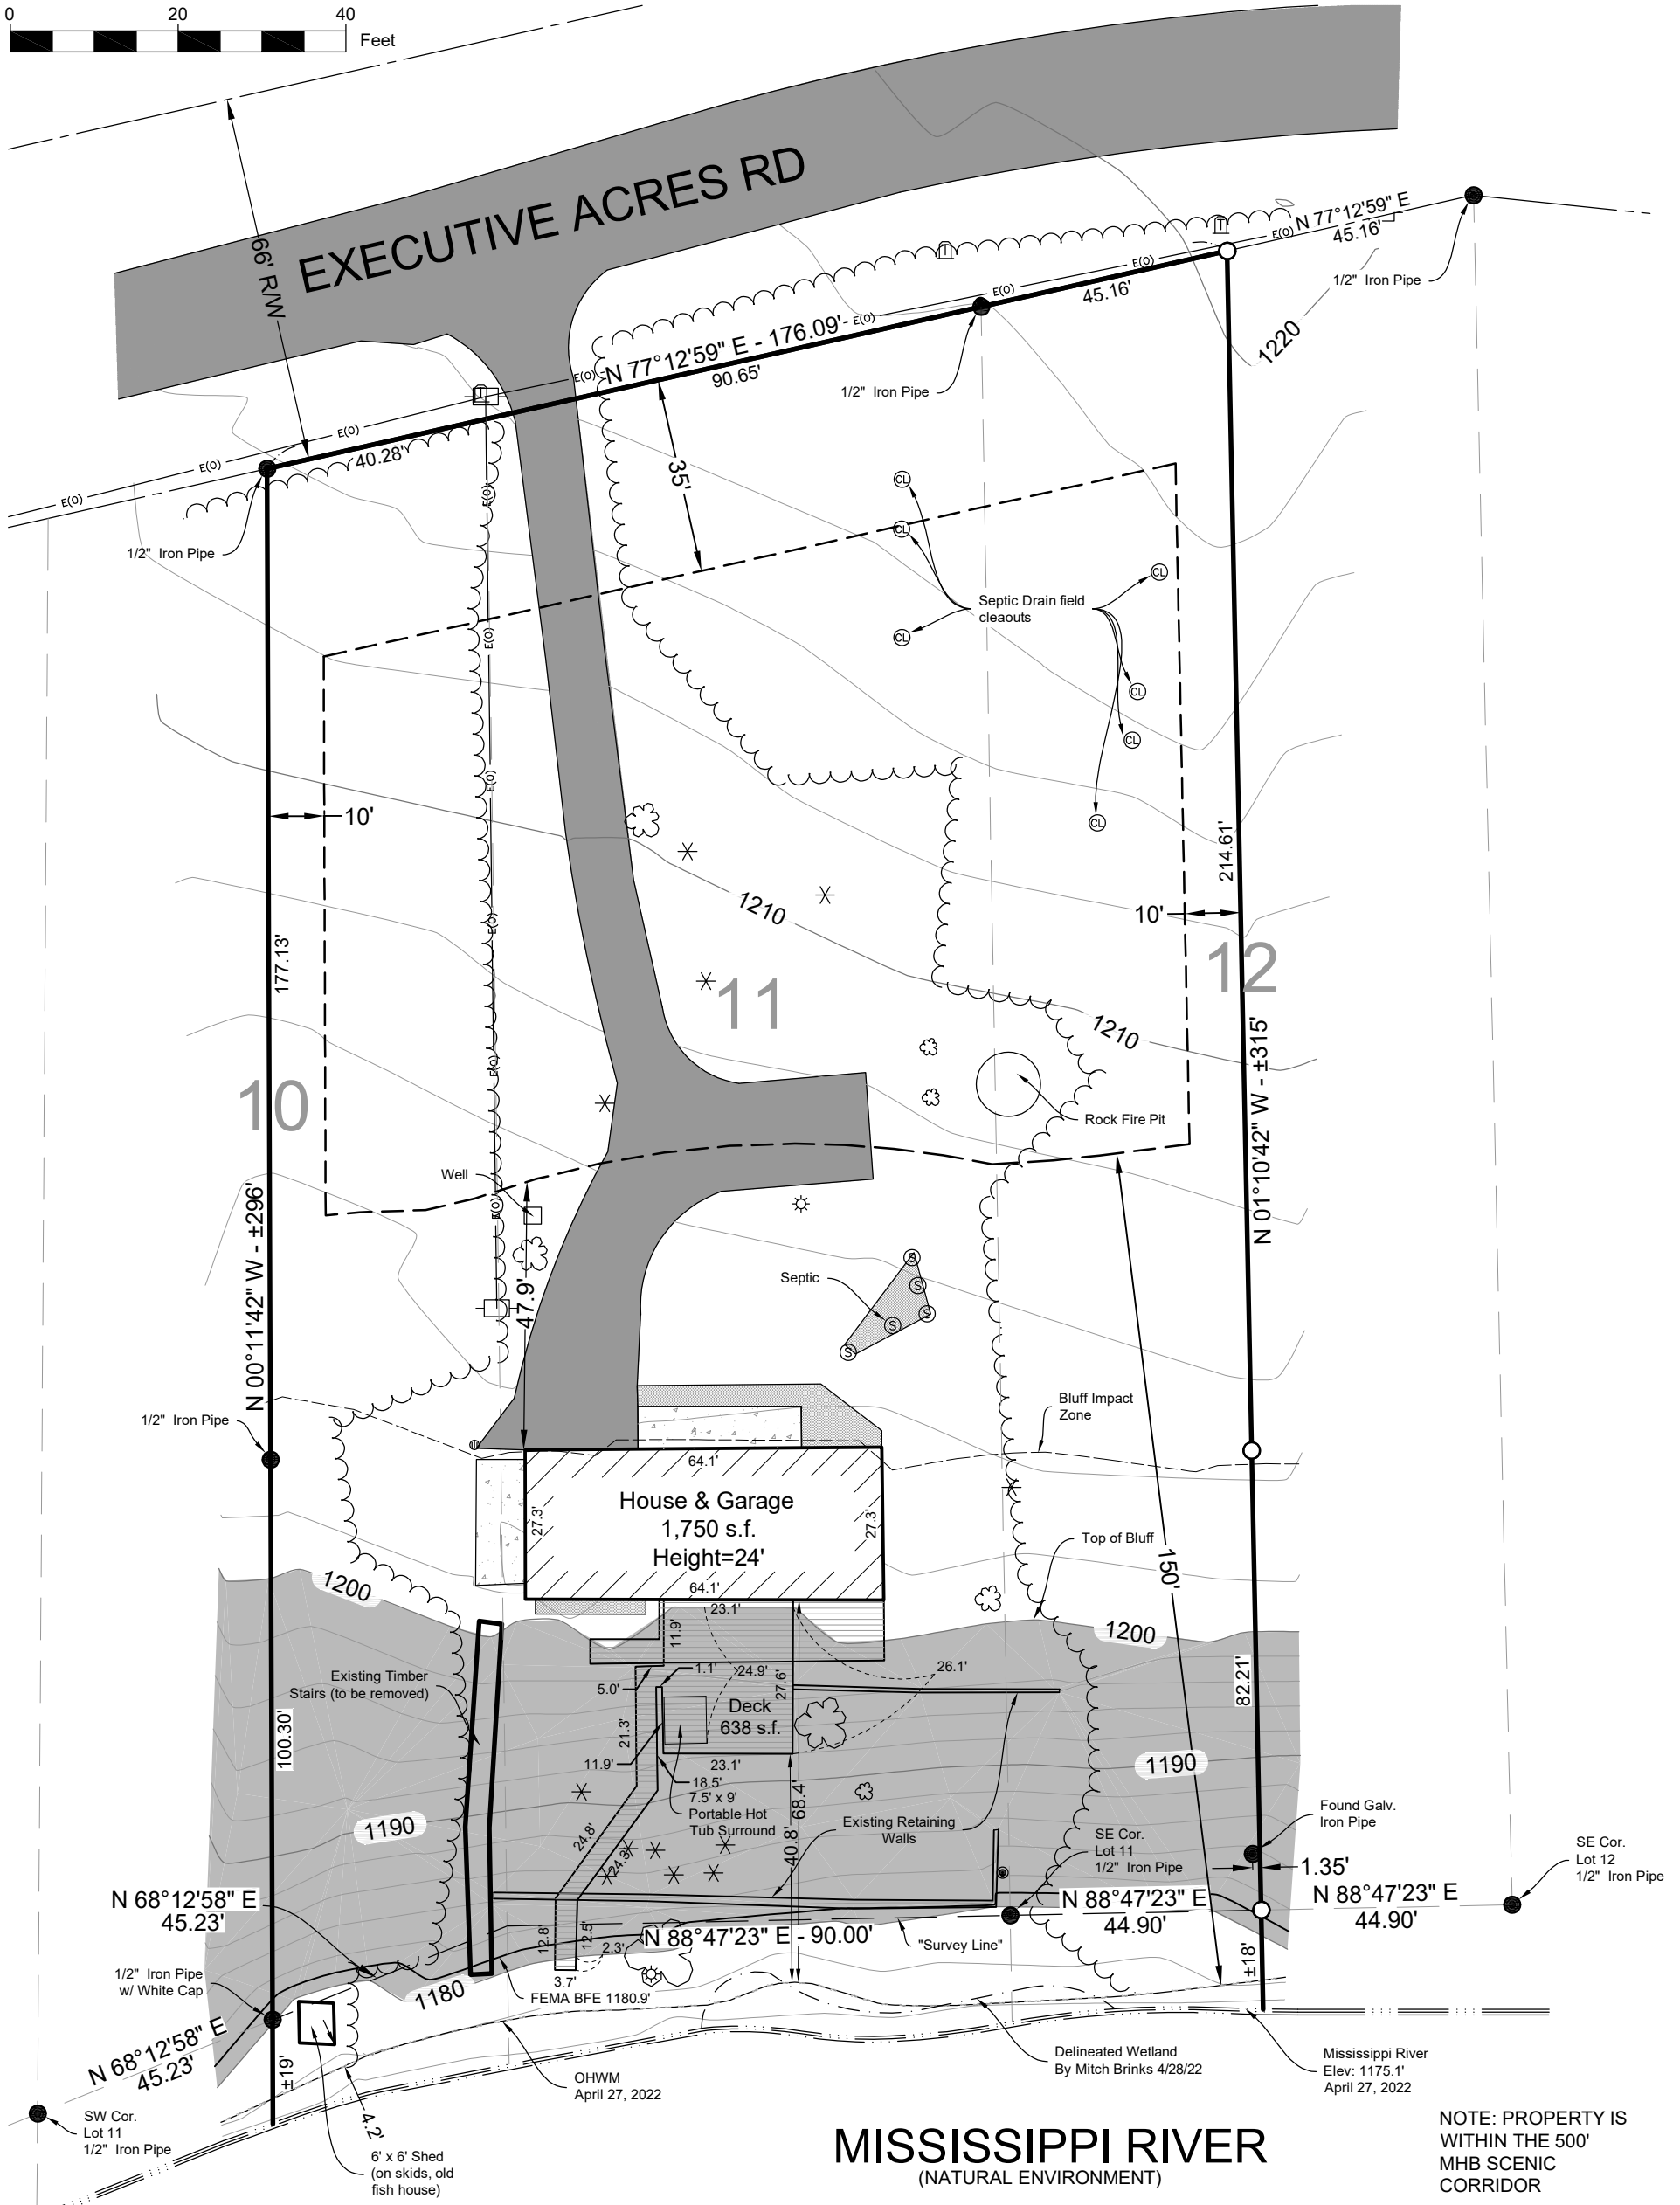 0
20
40
Feet
EXECUTIVE ACRES RD
66' R/W
N 77°12'59" E
45.16'
1/2" Iron Pipe
E(O)
E(O)
E(O)
E(O)
E(O)
E(O)
E(O)
E(O)
N 77°12'59" E - 176.09'
90.65'
45.16'
1/2" Iron Pipe
1220
40.28'
1/2" Iron Pipe
35'
E(O)
E(O)
E(O)
E(O)
E(O)
E(O)
CL
CL
CL
CL
CL
CL
CL
Septic Drain field
cleaouts
10'
214.61'
10'
1210
177.13'
11
12
1210
10
Rock Fire Pit
N 01°10'42" W - ±315'
Well
N 00°11'42" W - ±296'
47.9'
Septic
S
S
S
S
S
1/2" Iron Pipe
Bluff Impact
Zone
64.1'
House & Garage
1,750 s.f.
Height=24'
27.3'
27.3'
64.1'
Top of Bluff
150'
1200
1200
23.1'
11.9'
Existing Timber
Stairs (to be removed)
5.0'
1.1'
24.9'
27.6'
26.1'
Deck
638 s.f.
21.3'
82.21'
100.30'
11.9'
23.1'
18.5'
7.5' x 9'
Portable Hot
Tub Surround
1190
1190
68.4'
40.8'
Existing Retaining
Walls
24.8'
24.3'
Found Galv.
Iron Pipe
SE Cor.
Lot 11
1/2" Iron Pipe
1.35'
SE Cor.
Lot 12
1/2" Iron Pipe
N 68°12'58" E
45.23'
N 88°47'23" E
44.90'
N 88°47'23" E
44.90'
N 88°47'23" E - 90.00'
"Survey Line"
12.8'
12.5'
2.3'
3.7'
±18'
1/2" Iron Pipe
w/ White Cap
1180
FEMA BFE 1180.9'
N 68°12'58" E
45.23'
±19'
4.2'
OHWM
April 27, 2022
Delineated Wetland
By Mitch Brinks 4/28/22
Mississippi River
Elev: 1175.1'
April 27, 2022
SW Cor.
Lot 11
1/2" Iron Pipe
6' x 6' Shed
(on skids, old
fish house)
MISSISSIPPI RIVER
(NATURAL ENVIRONMENT)
NOTE: PROPERTY IS
WITHIN THE 500'
MHB SCENIC
CORRIDOR